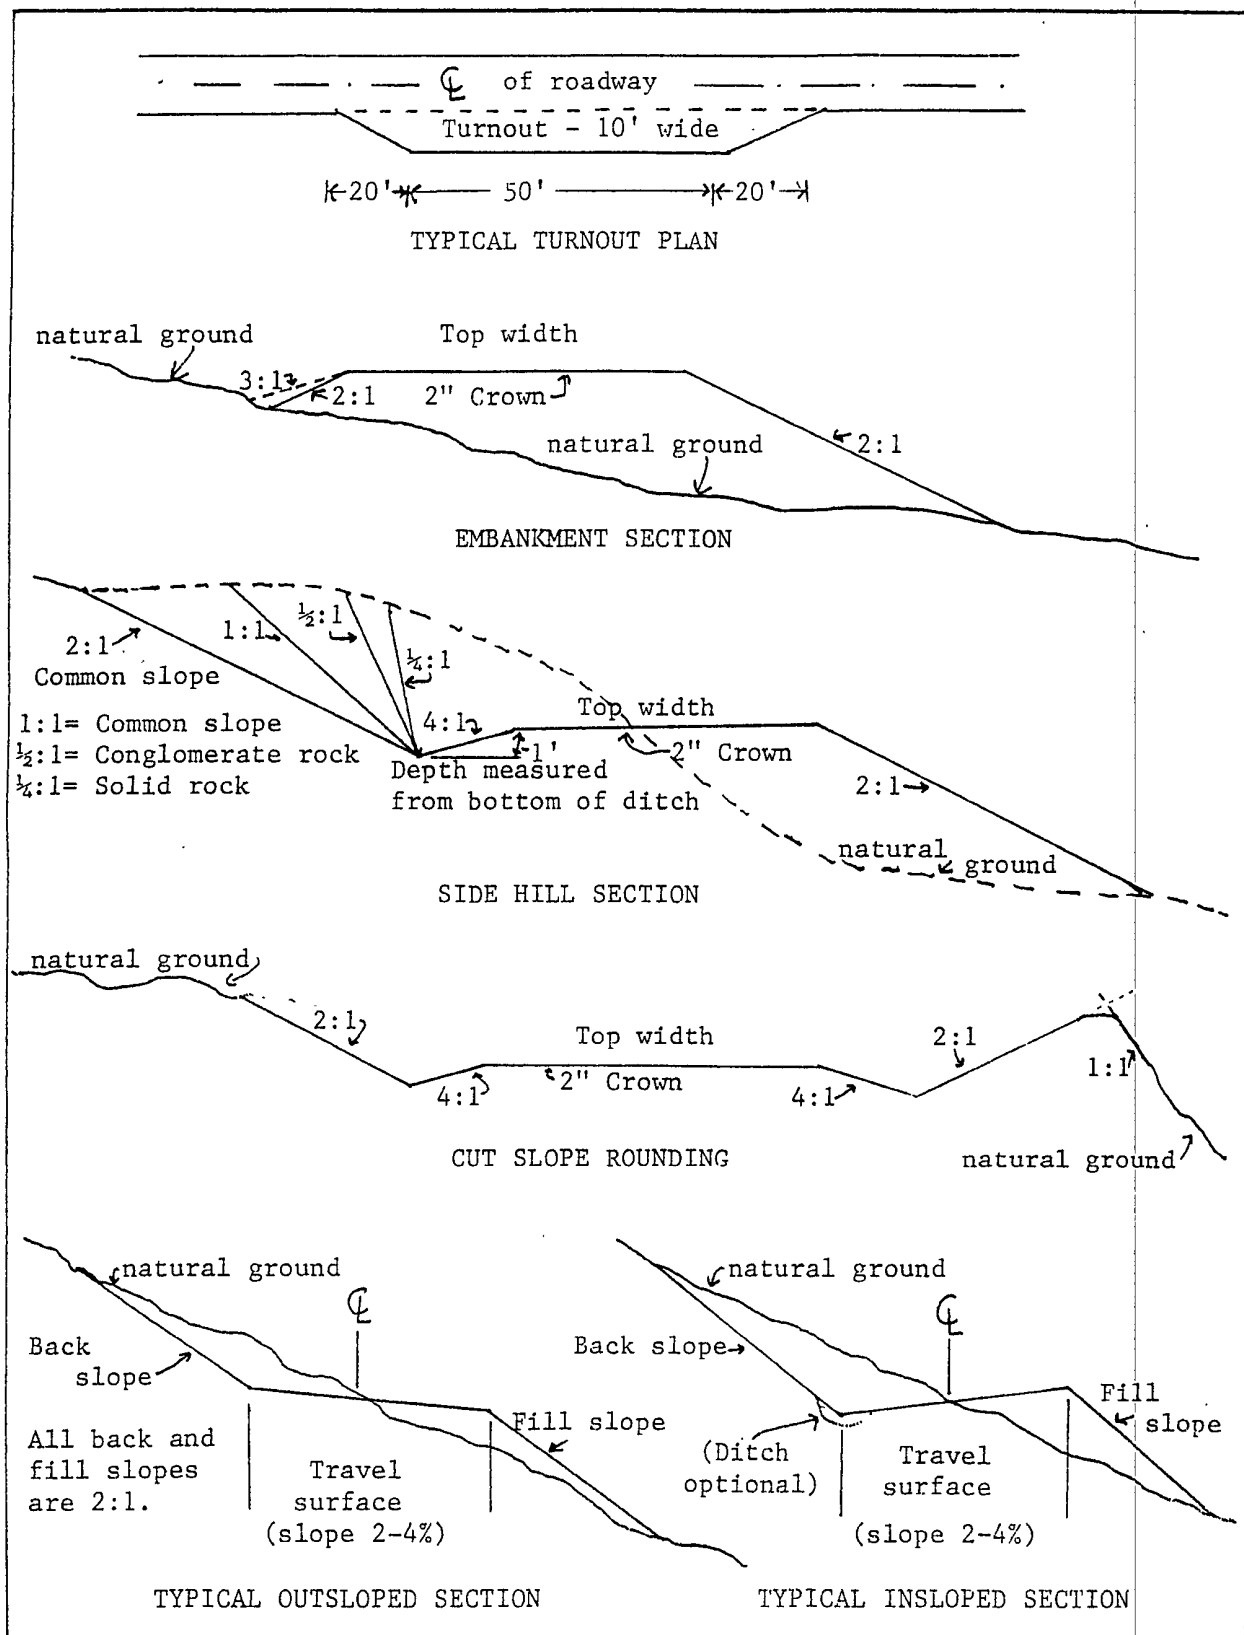 ℄ of roadway
Turnout - 10' wide
20' 50' 20'
TYPICAL TURNOUT PLAN
natural ground
Top width
3:1
2:1
2" Crown
natural ground
2:1
EMBANKMENT SECTION
2:1
Common slope
1:1
½:1
¼:1
1:1= Common slope
½:1= Conglomerate rock
¼:1= Solid rock
4:1
Top width
1'
2" Crown
Depth measured
from bottom of ditch
2:1
natural
ground
SIDE HILL SECTION
natural ground
2:1
Top width
2:1
4:1
2" Crown
4:1
1:1
CUT SLOPE ROUNDING
natural ground
natural ground
℄
Back
slope
Fill slope
All back and
fill slopes
are 2:1.
Travel
surface
(slope 2-4%)
TYPICAL OUTSLOPED SECTION
natural ground
℄
Back slope
Fill
slope
(Ditch
optional)
Travel
surface
(slope 2-4%)
TYPICAL INSLOPED SECTION